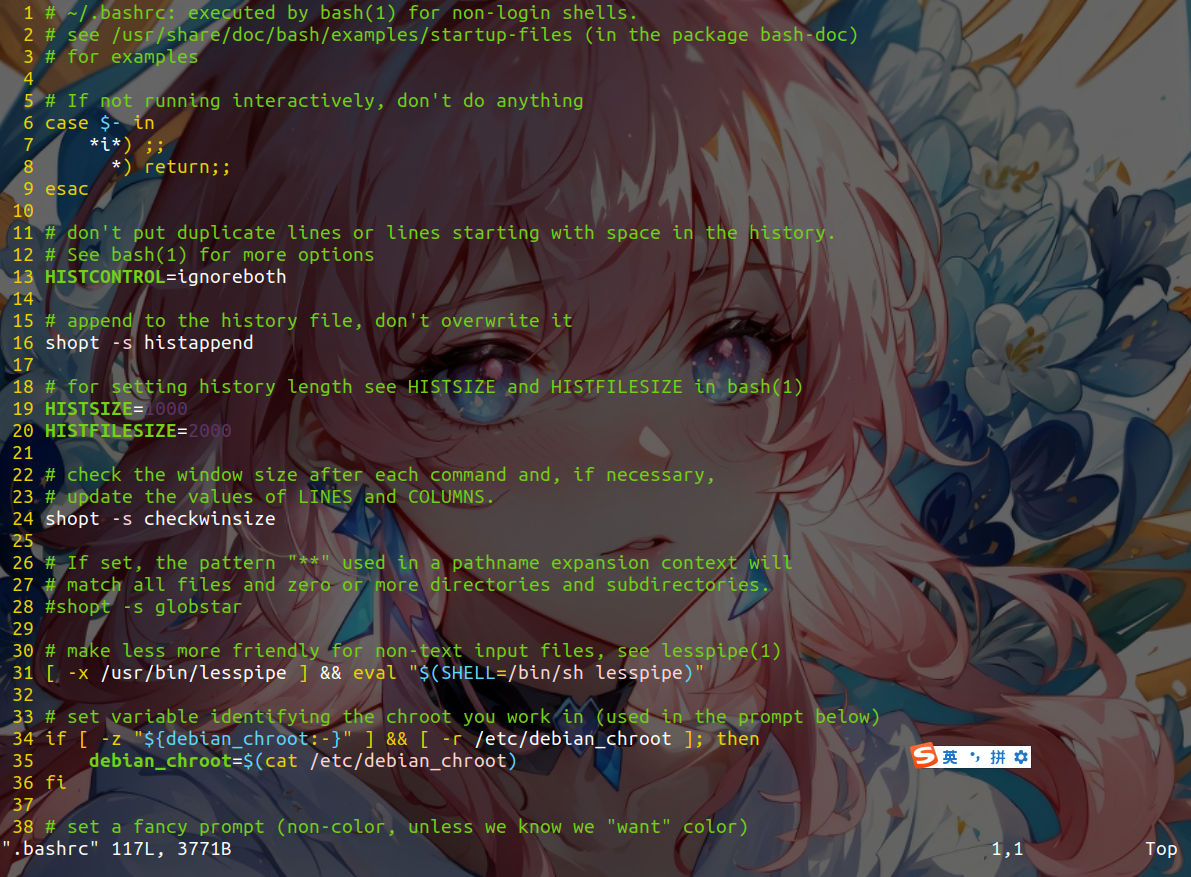 1 # ~/.bashrc: executed by bash(1) for non-login shells.
2 # see /usr/share/doc/bash/examples/startup-files (in the package bash-doc)
3 # for examples
4
5 # If not running interactively, don't do anything
6 case $- in
7     *i*) ;;
8       *) return;;
9 esac
10
11 # don't put duplicate lines or lines starting with space in the history.
12 # See bash(1) for more options
13 HISTCONTROL=ignoreboth
14
15 # append to the history file, don't overwrite it
16 shopt -s histappend
17
18 # for setting history length see HISTSIZE and HISTFILESIZE in bash(1)
19 HISTSIZE=1000
20 HISTFILESIZE=2000
21
22 # check the window size after each command and, if necessary,
23 # update the values of LINES and COLUMNS.
24 shopt -s checkwinsize
25
26 # If set, the pattern "**" used in a pathname expansion context will
27 # match all files and zero or more directories and subdirectories.
28 #shopt -s globstar
29
30 # make less more friendly for non-text input files, see lesspipe(1)
31 [ -x /usr/bin/lesspipe ] && eval "$(SHELL=/bin/sh lesspipe)"
32
33 # set variable identifying the chroot you work in (used in the prompt below)
34 if [ -z "${debian_chroot:-}" ] && [ -r /etc/debian_chroot ]; then
35     debian_chroot=$(cat /etc/debian_chroot)
36 fi
37
38 # set a fancy prompt (non-color, unless we know we "want" color)
S 英 °, 拼
".bashrc" 117L, 3771B 1,1 Top